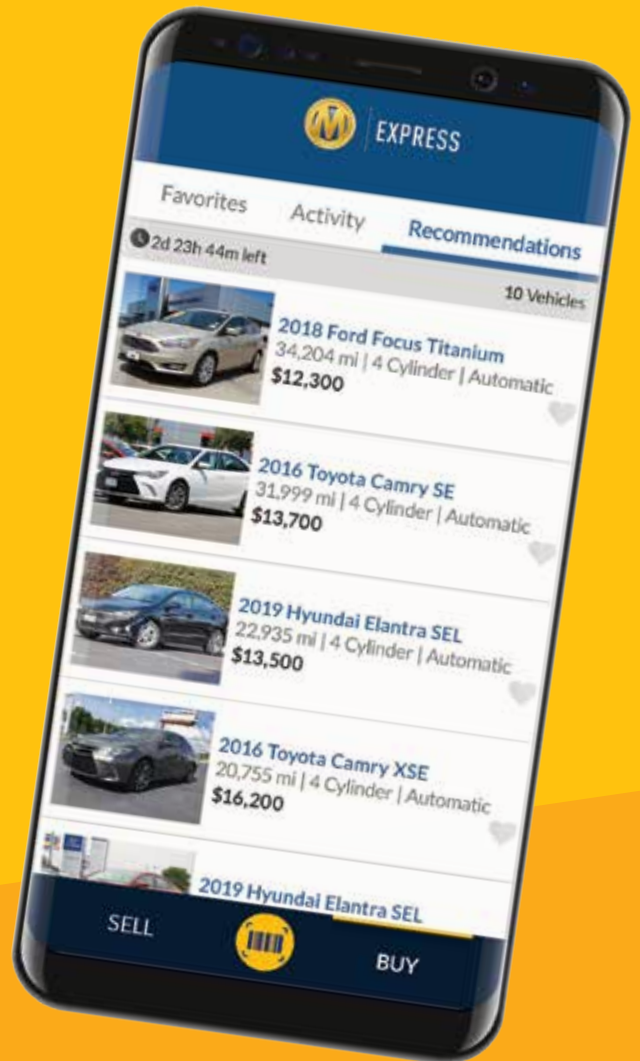 M EXPRESS
Favorites Activity Recommendations
2d 23h 44m left 10 Vehicles
2018 Ford Focus Titanium
34,204 mi | 4 Cylinder | Automatic
$12,300
2016 Toyota Camry SE
31,999 mi | 4 Cylinder | Automatic
$13,700
2019 Hyundai Elantra SEL
22,935 mi | 4 Cylinder | Automatic
$13,500
2016 Toyota Camry XSE
20,755 mi | 4 Cylinder | Automatic
$16,200
2019 Hyundai Elantra SEL
SELL BUY